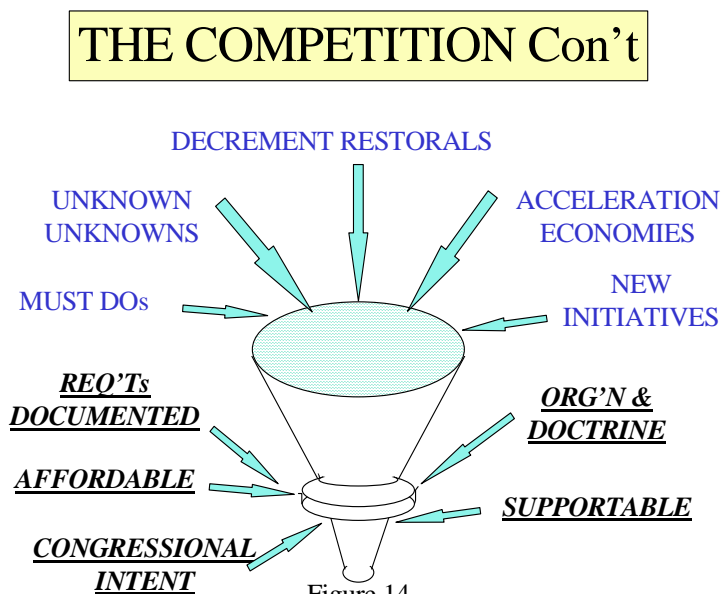 THE COMPETITION Con't
DECREMENT RESTORALS
UNKNOWN
UNKNOWNS
ACCELERATION
ECONOMIES
MUST DOs
NEW
INITIATIVES
REQ'Ts
DOCUMENTED
ORG'N &
DOCTRINE
AFFORDABLE
SUPPORTABLE
CONGRESSIONAL
INTENT
Figure 14